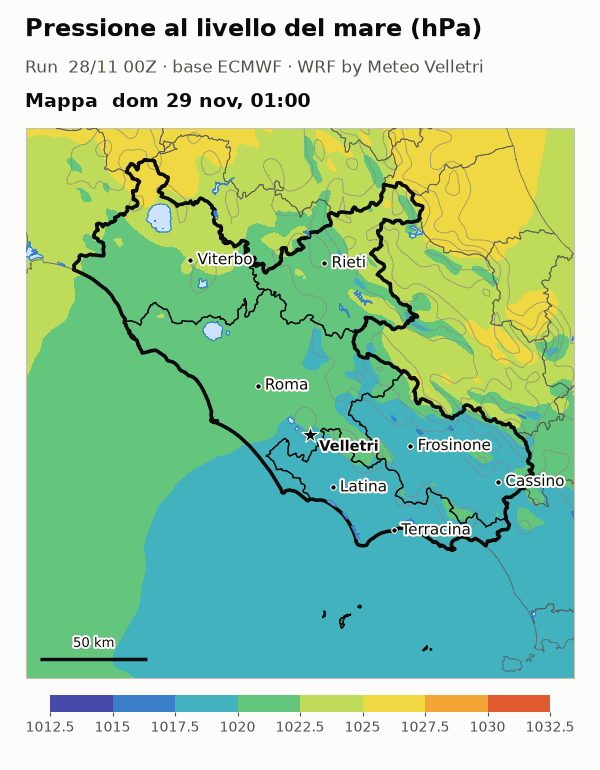 Pressione al livello del mare (hPa)
Run  28/11 00Z · base ECMWF · WRF by Meteo Velletri
Mappa  dom 29 nov, 01:00
Viterbo
Rieti
Roma
Velletri
Frosinone
Cassino
Latina
Terracina
50 km
1012.5 1015 1017.5 1020 1022.5 1025 1027.5 1030 1032.5